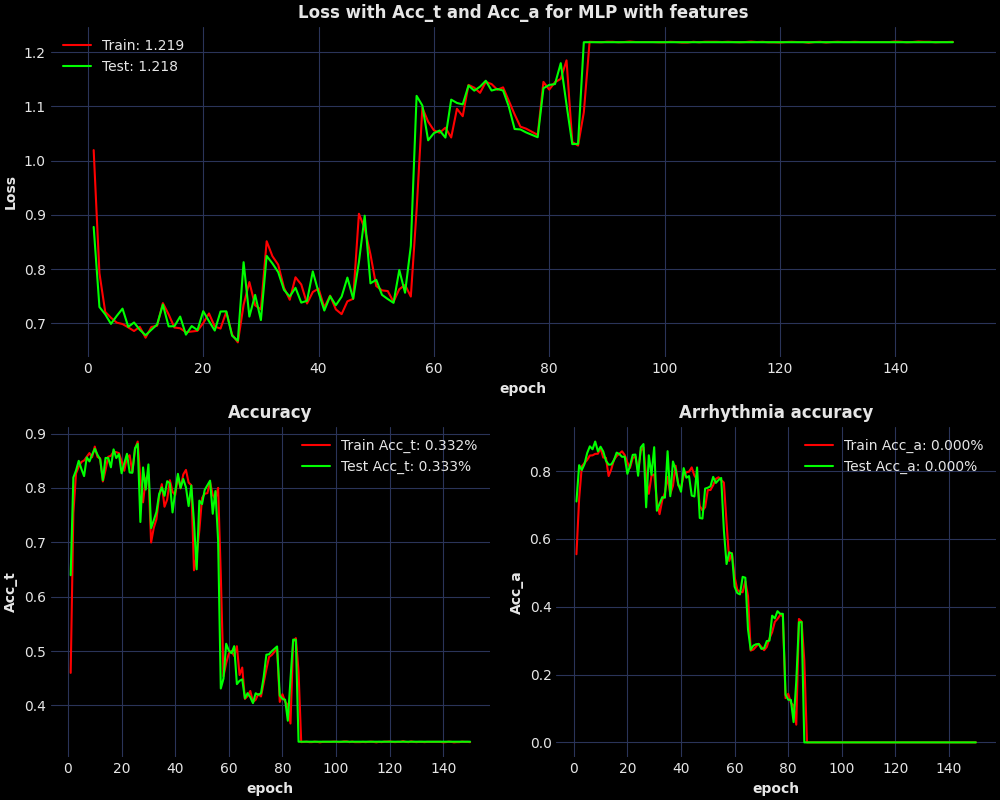 Loss with Acc_t and Acc_a for MLP with features
Train: 1.219
Test: 1.218
1.2
1.1
1.0
0.9
0.8
0.7
Loss
0 20 40 60 80 100 120 140
epoch
Accuracy
Train Acc_t: 0.332%
Test Acc_t: 0.333%
0.9
0.8
0.7
0.6
0.5
0.4
Acc_t
0 20 40 60 80 100 120 140
epoch
Arrhythmia accuracy
Train Acc_a: 0.000%
Test Acc_a: 0.000%
0.8
0.6
0.4
0.2
0.0
Acc_a
0 20 40 60 80 100 120 140
epoch